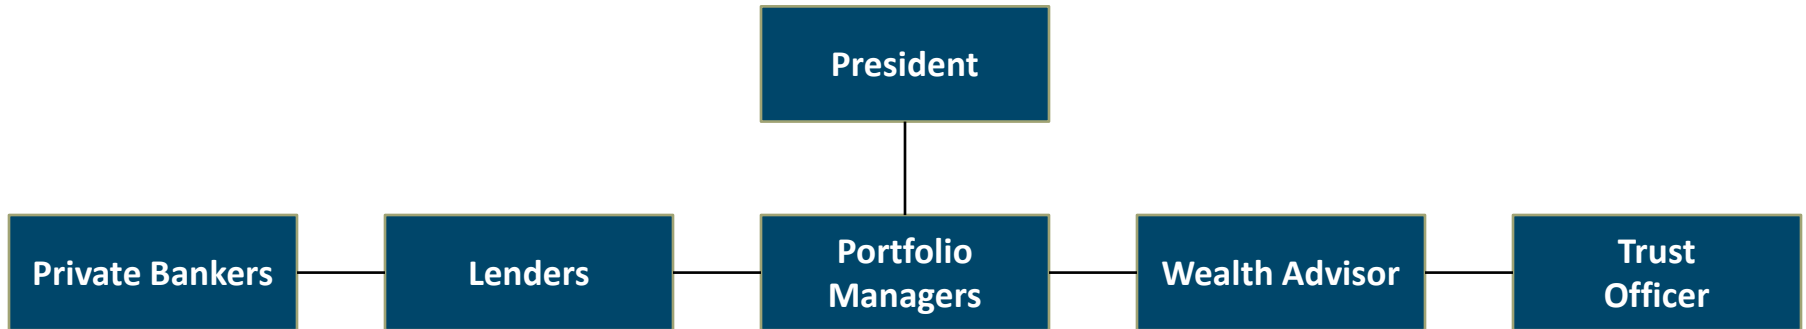 President
Private Bankers
Lenders
Portfolio
Managers
Wealth Advisor
Trust
Officer